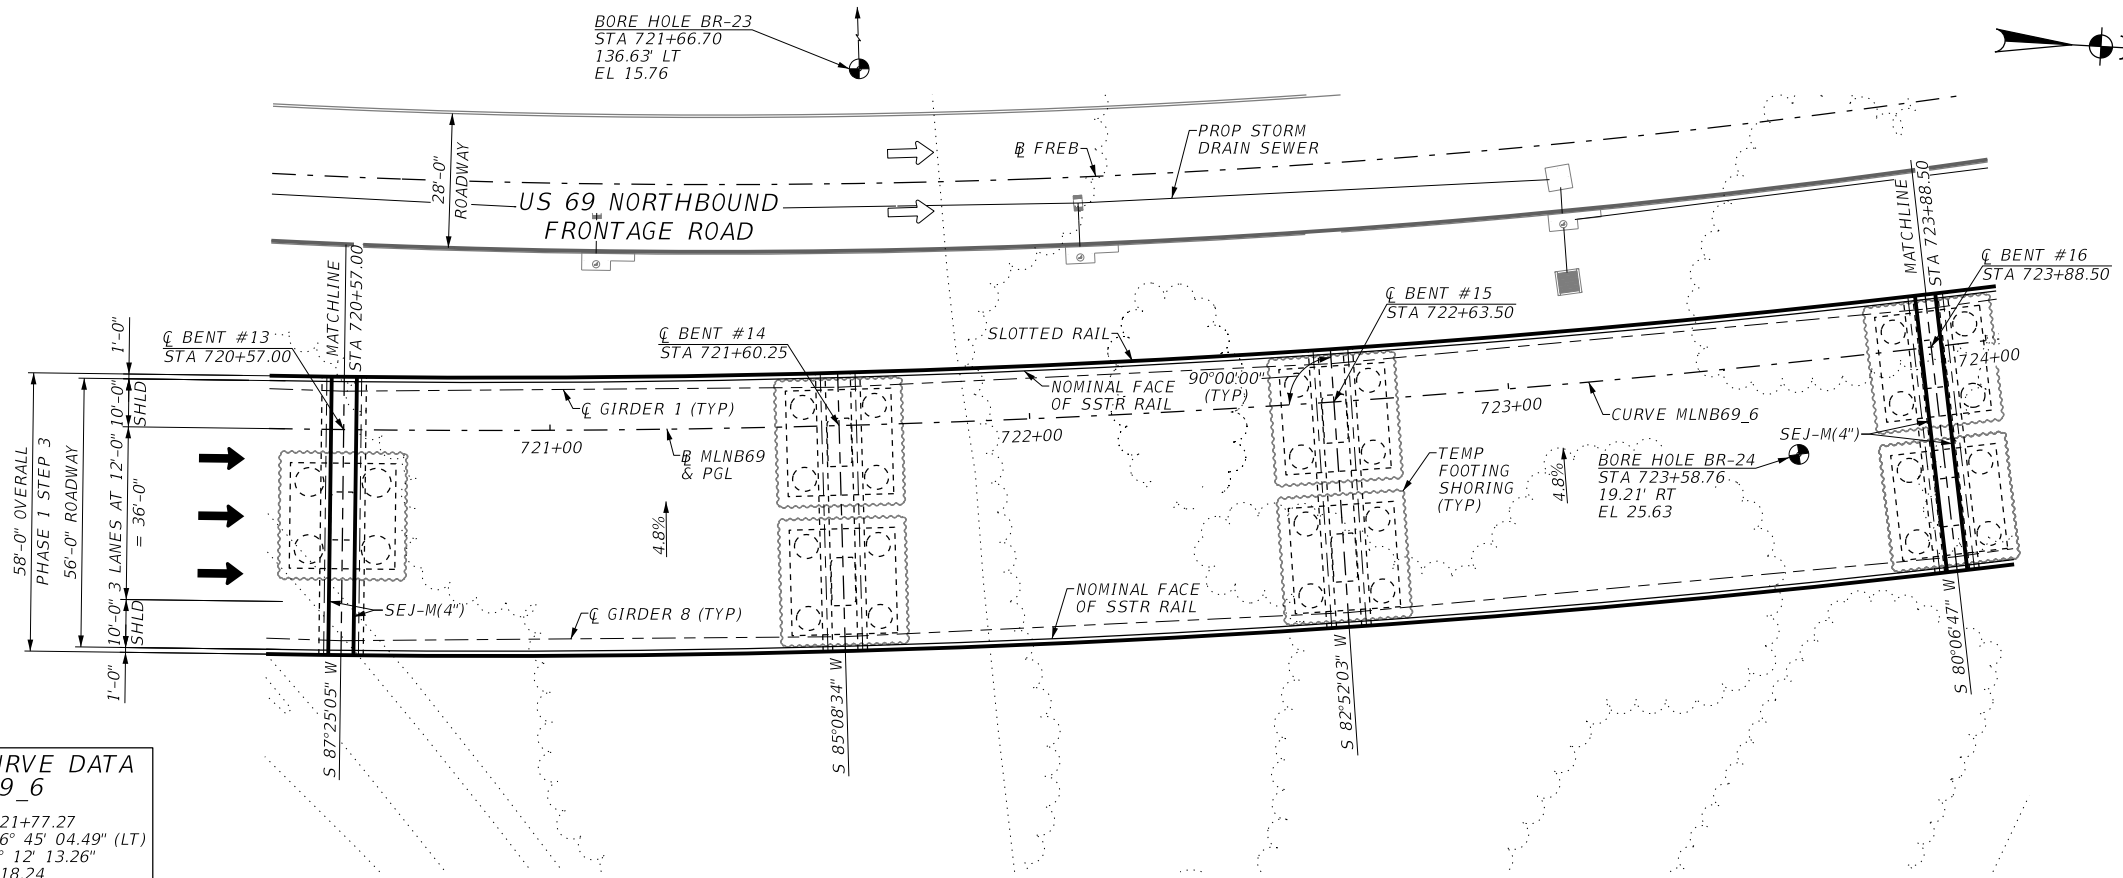 BORE HOLE BR-23
STA 721+66.70
136.63' LT
EL 15.76
28'-0"
ROADWAY
US 69 NORTHBOUND
FRONTAGE ROAD
℄ FREB
PROP STORM
DRAIN SEWER
MATCHLINE
STA 720+57.00
MATCHLINE
STA 723+88.50
℄ BENT #13
STA 720+57.00
℄ BENT #14
STA 721+60.25
℄ BENT #15
STA 722+63.50
℄ BENT #16
STA 723+88.50
SLOTTED RAIL
NOMINAL FACE
OF SSTR RAIL
90°00'00"
(TYP)
1'-0"
10'-0"
SHLD
3 LANES AT 12'-0"
= 36'-0"
10'-0"
SHLD
1'-0"
58'-0" OVERALL
PHASE 1 STEP 3
56'-0" ROADWAY
℄ GIRDER 1 (TYP)
721+00
722+00
723+00
724+00
MLNB69
& PGL
4.8%
CURVE MLNB69_6
SEJ-M(4")
TEMP
FOOTING
SHORING
(TYP)
4.8%
BORE HOLE BR-24
STA 723+58.76
19.21' RT
EL 25.63
SEJ-M(4")
℄ GIRDER 8 (TYP)
NOMINAL FACE
OF SSTR RAIL
S 87°25'05" W
S 85°08'34" W
S 82°52'03" W
S 80°06'47" W
RVE DATA
9_6
21+77.27
6° 45' 04.49" (LT)
° 12' 13.26"
18.24